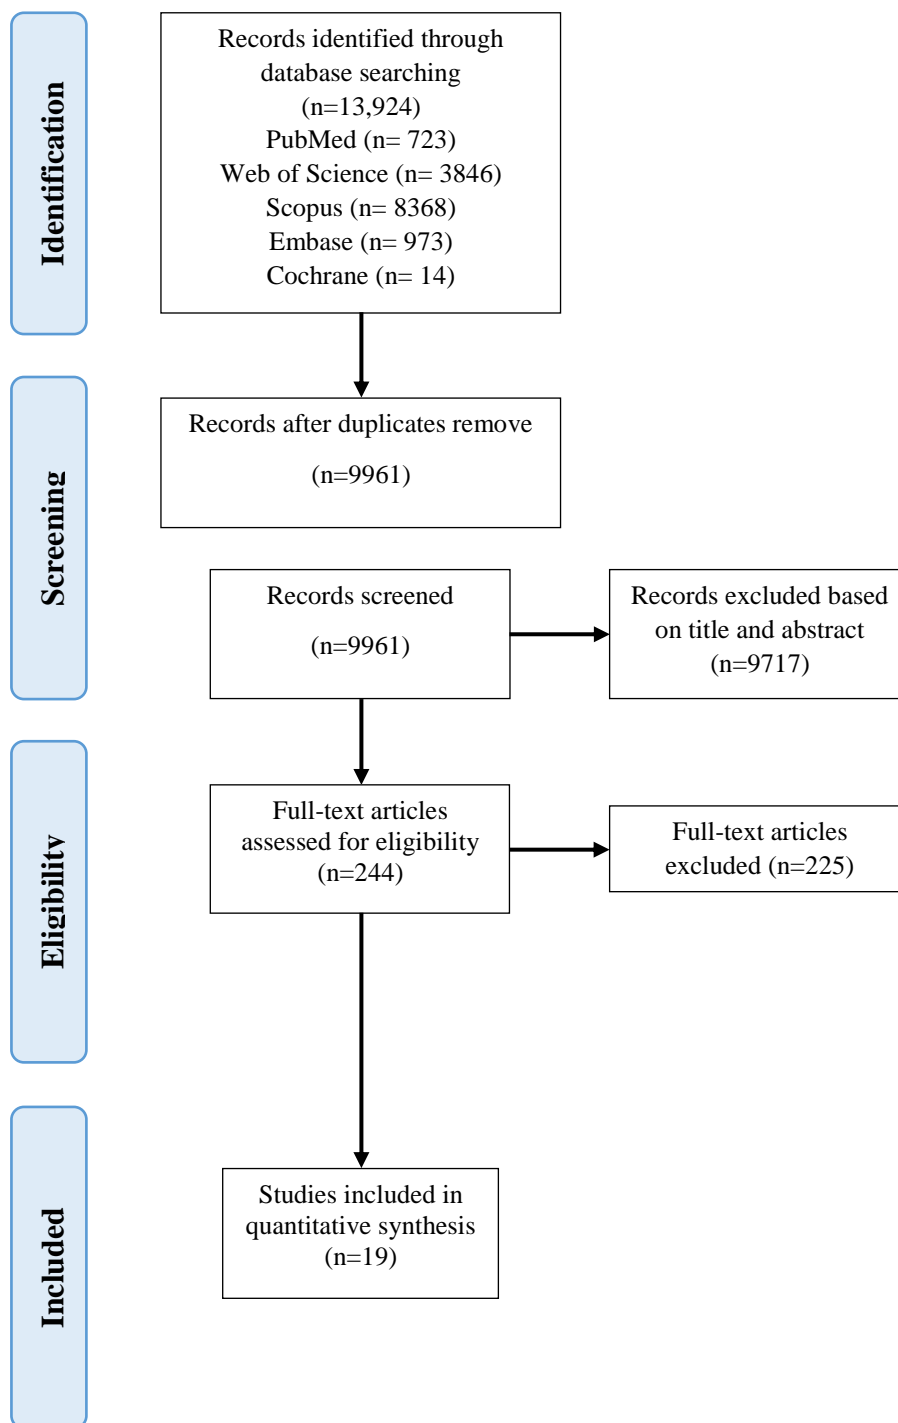 Identification
Records identified through
database searching
(n=13,924)
PubMed (n= 723)
Web of Science (n= 3846)
Scopus (n= 8368)
Embase (n= 973)
Cochrane (n= 14)
Screening
Records after duplicates remove
(n=9961)
Records screened
(n=9961)
Records excluded based
on title and abstract
(n=9717)
Eligibility
Full-text articles
assessed for eligibility
(n=244)
Full-text articles
excluded (n=225)
Included
Studies included in
quantitative synthesis
(n=19)